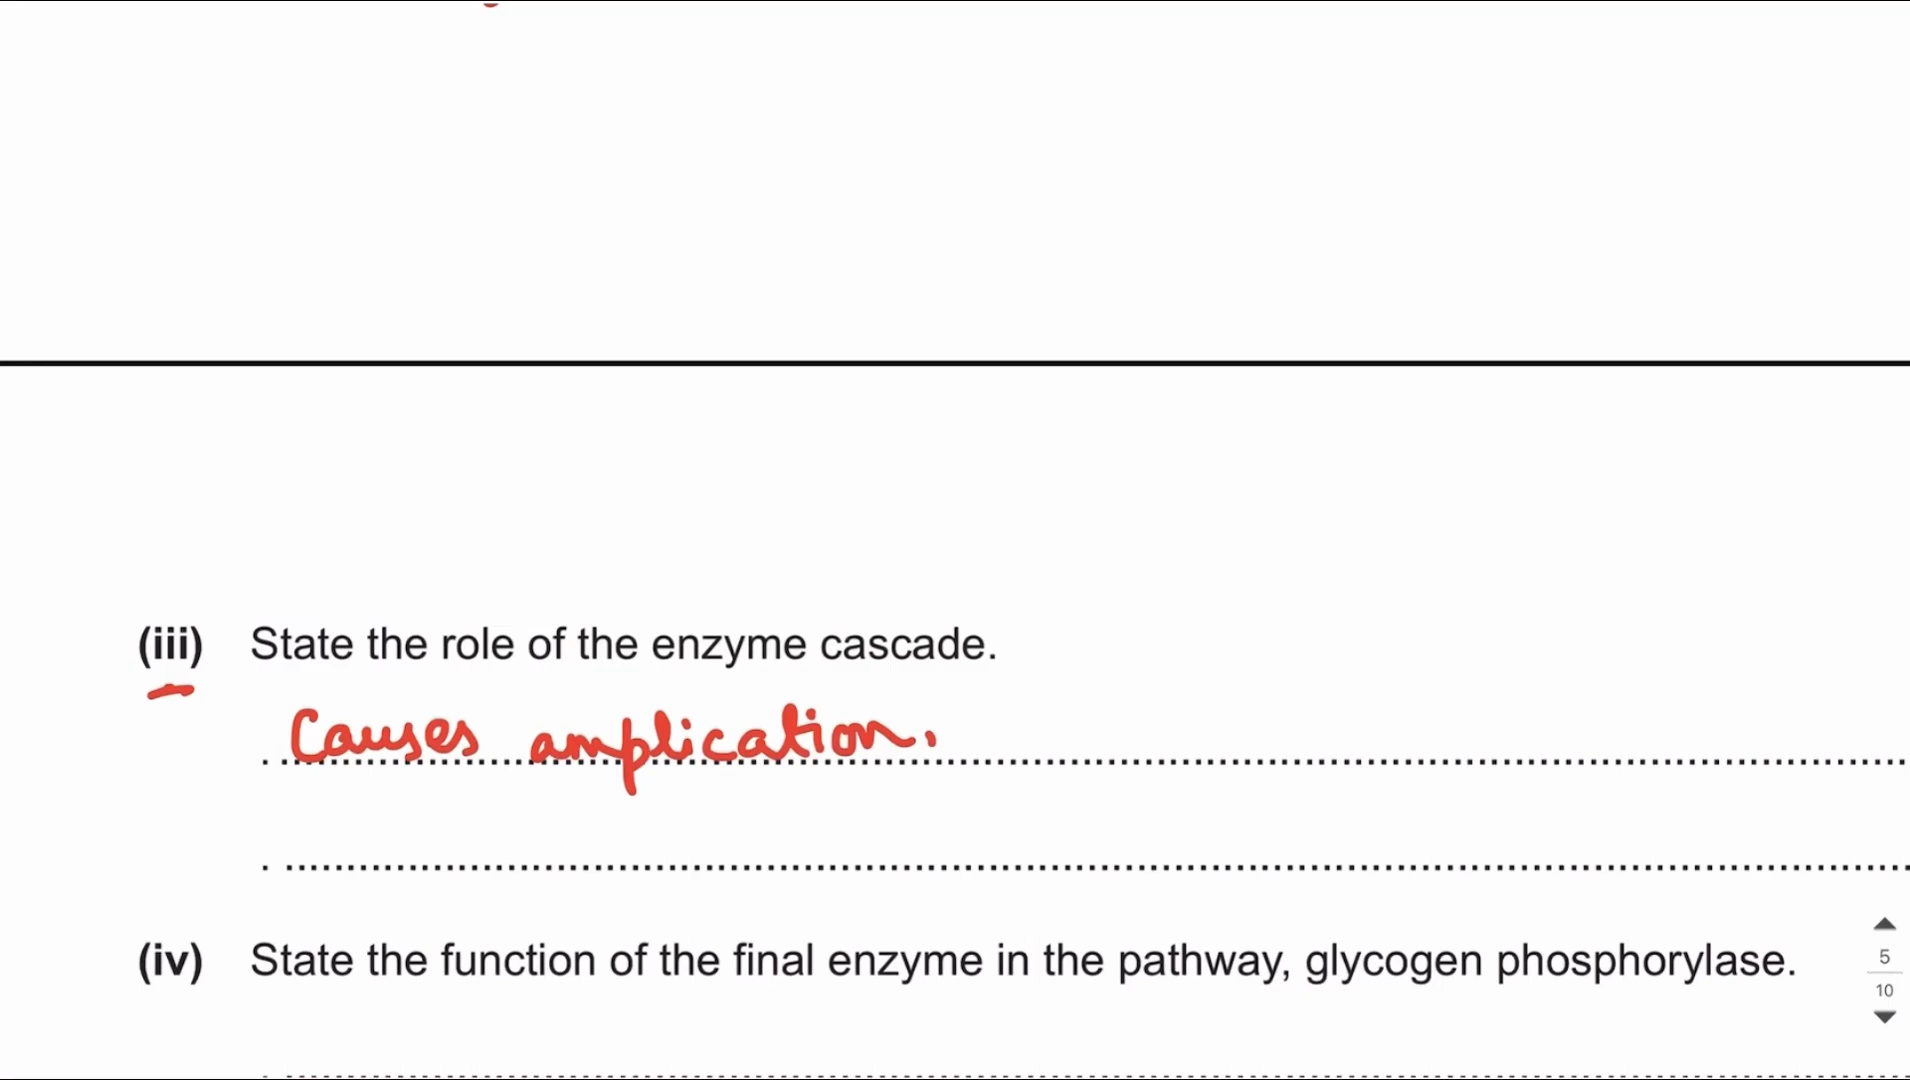 (iii) State the role of the enzyme cascade.
Causes amplication.
(iv) State the function of the final enzyme in the pathway, glycogen phosphorylase.
5
10